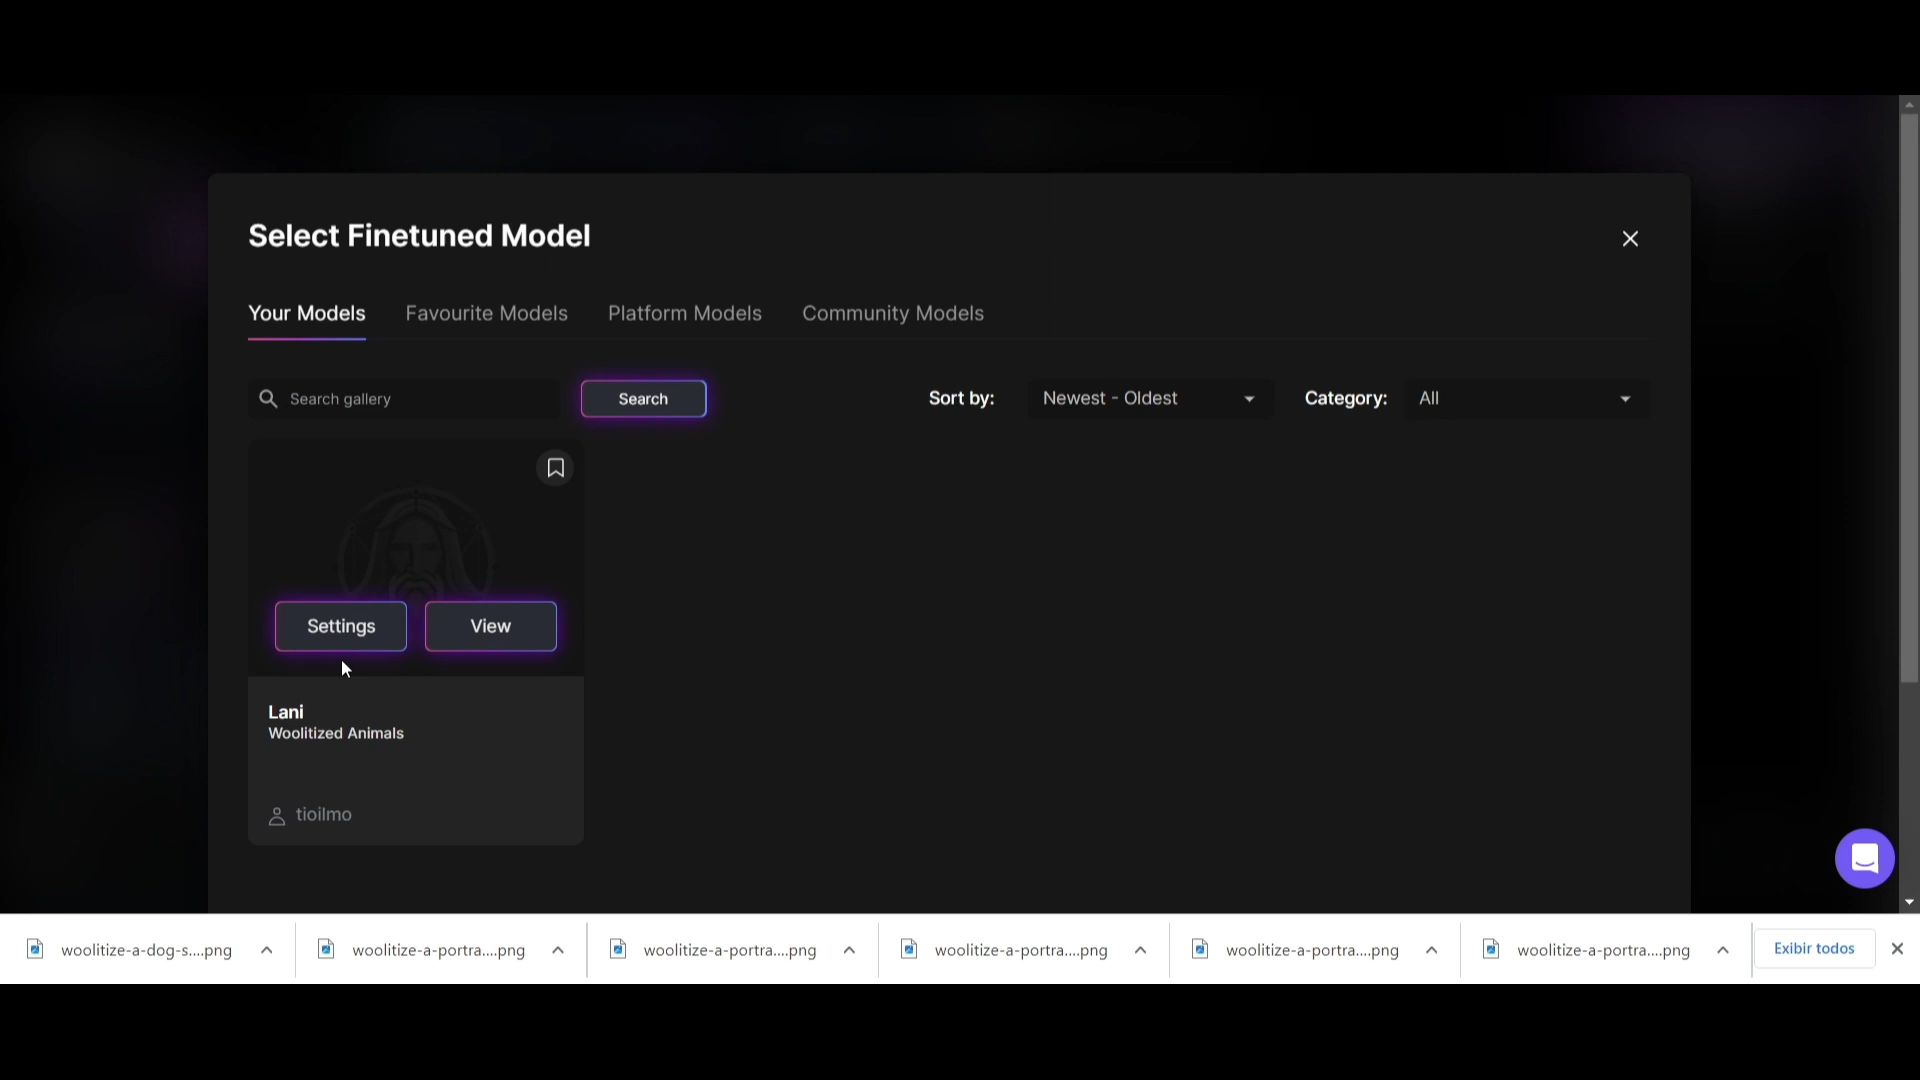 Select Finetuned Model
Your Models Favourite Models Platform Models Community Models
Search gallery Search Sort by: Newest - Oldest Category: All
Settings View
Lani
Woolitized Animals
tioilmo
woolitize-a-dog-s....png woolitize-a-portra....png woolitize-a-portra....png woolitize-a-portra....png woolitize-a-portra....png woolitize-a-portra....png Exibir todos